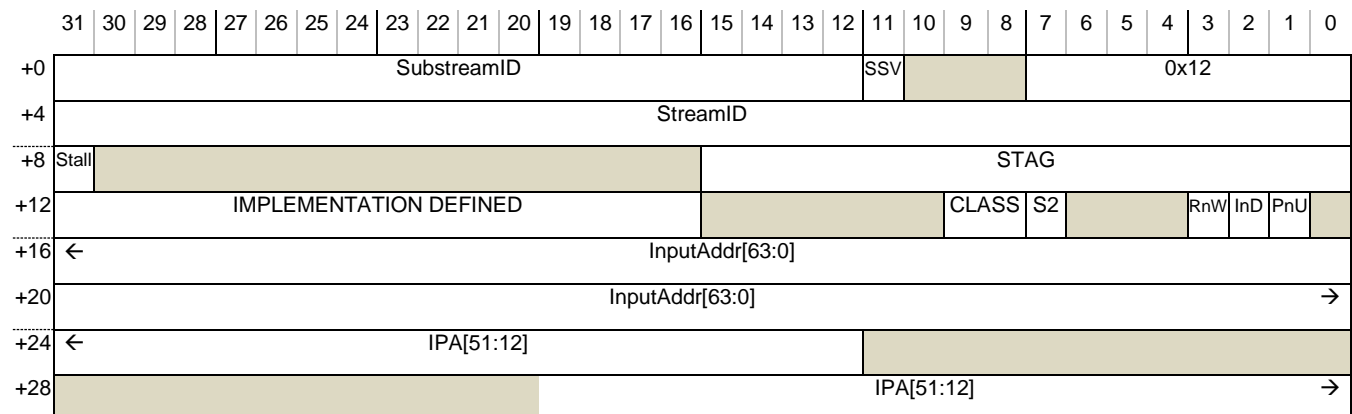 31 30 29 28 27 26 25 24 23 22 21 20 19 18 17 16 15 14 13 12 11 10 9 8 7 6 5 4 3 2 1 0
+0 SubstreamID SSV 0x12
+4 StreamID
+8 Stall STAG
+12 IMPLEMENTATION DEFINED CLASS S2 RnW InD PnU
+16 ← InputAddr[63:0]
+20 InputAddr[63:0] →
+24 ← IPA[51:12]
+28 IPA[51:12] →